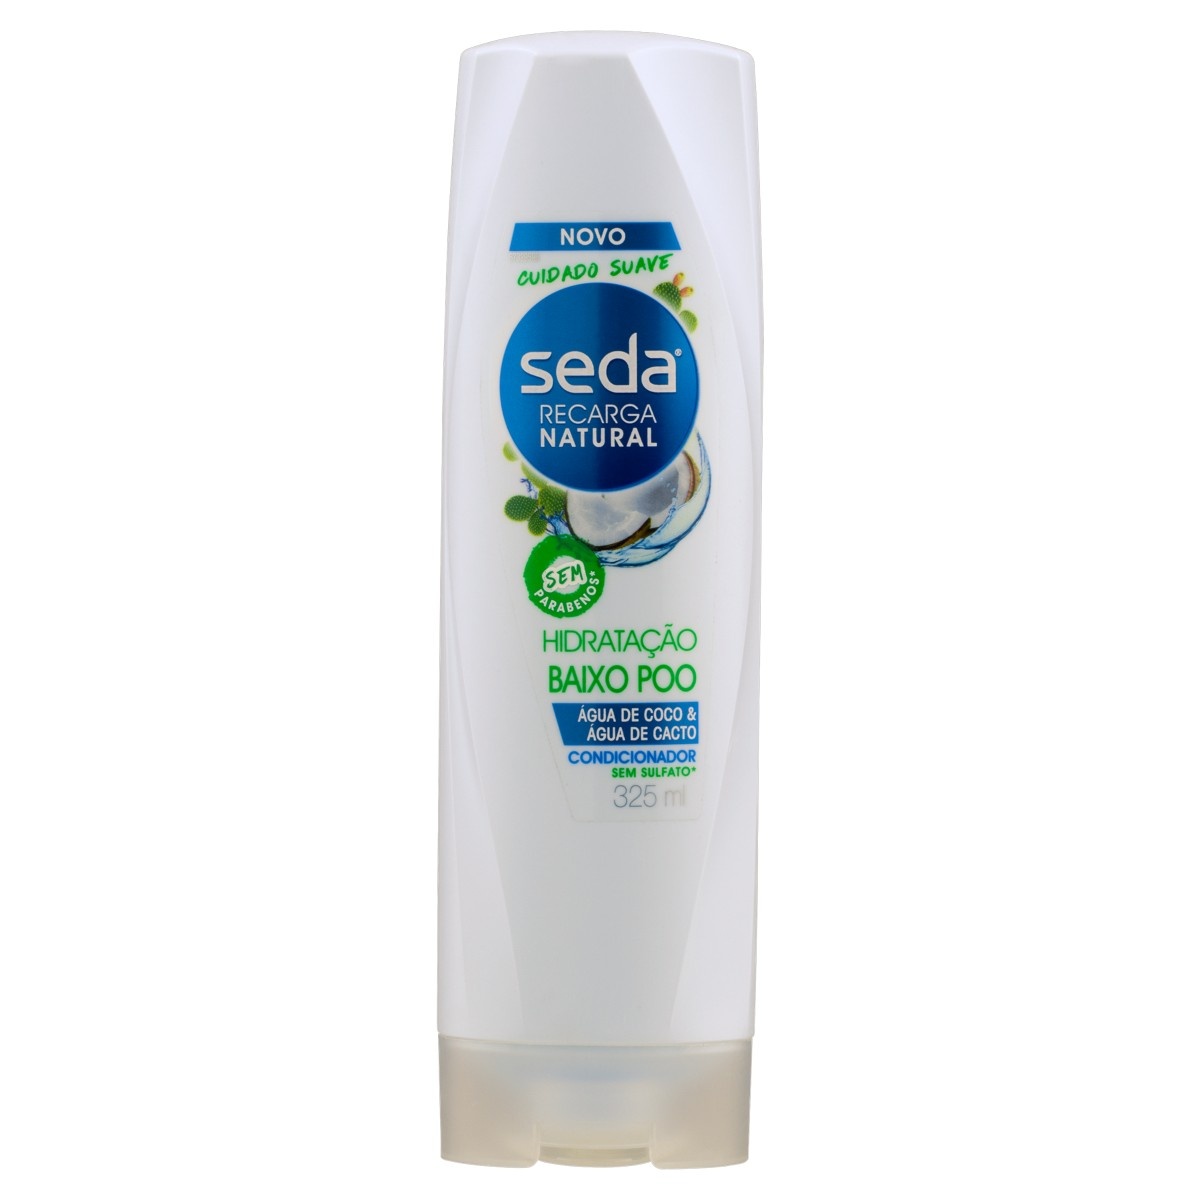 NOVO
CUIDADO SUAVE
seda®
RECARGA
NATURAL
SEM
PARABENOS*
HIDRATAÇÃO
BAIXO POO
ÁGUA DE COCO &
ÁGUA DE CACTO
CONDICIONADOR
SEM SULFATO*
325 ml